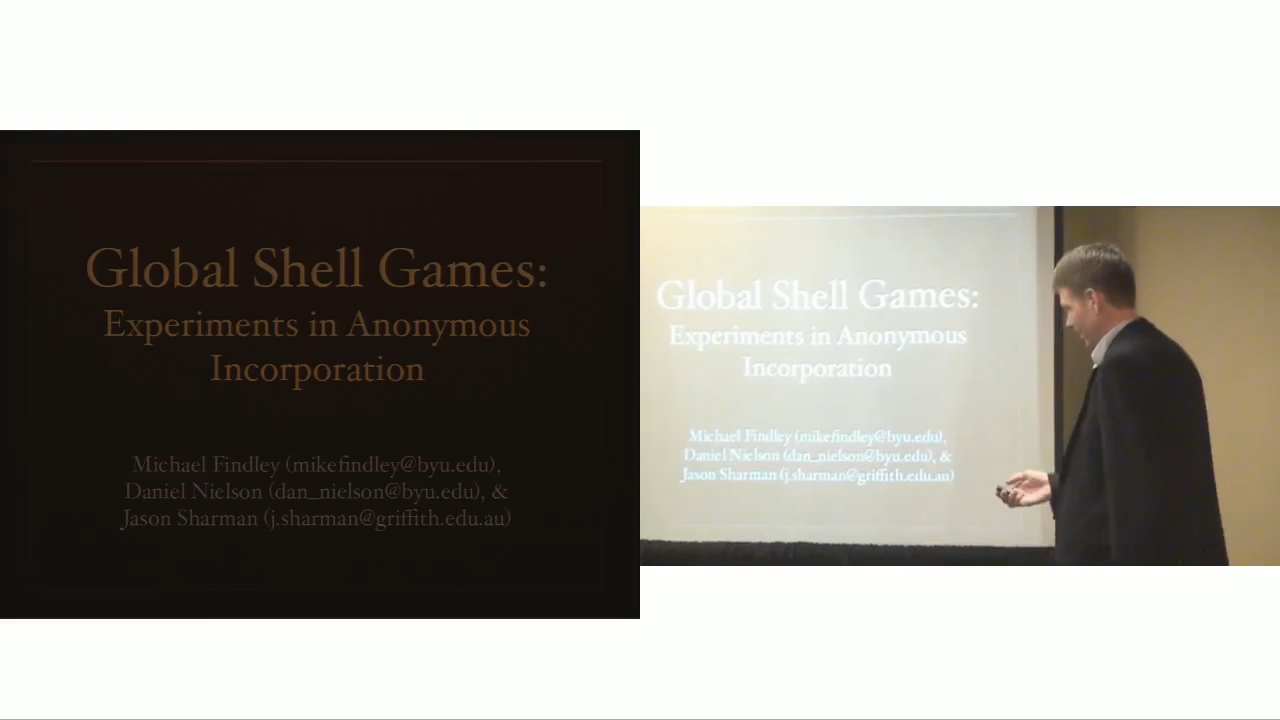 Global Shell Games:
Experiments in Anonymous
Incorporation
Michael Findley (mikefindley@byu.edu),
Daniel Nielson (dan_nielson@byu.edu), &
Jason Sharman (j.sharman@griffith.edu.au)
Global Shell Games:
Experiments in Anonymous
Incorporation
Michael Findley (mikefindley@byu.edu),
Daniel Nielson (dan_nielson@byu.edu), &
Jason Sharman (j.sharman@griffith.edu.au)